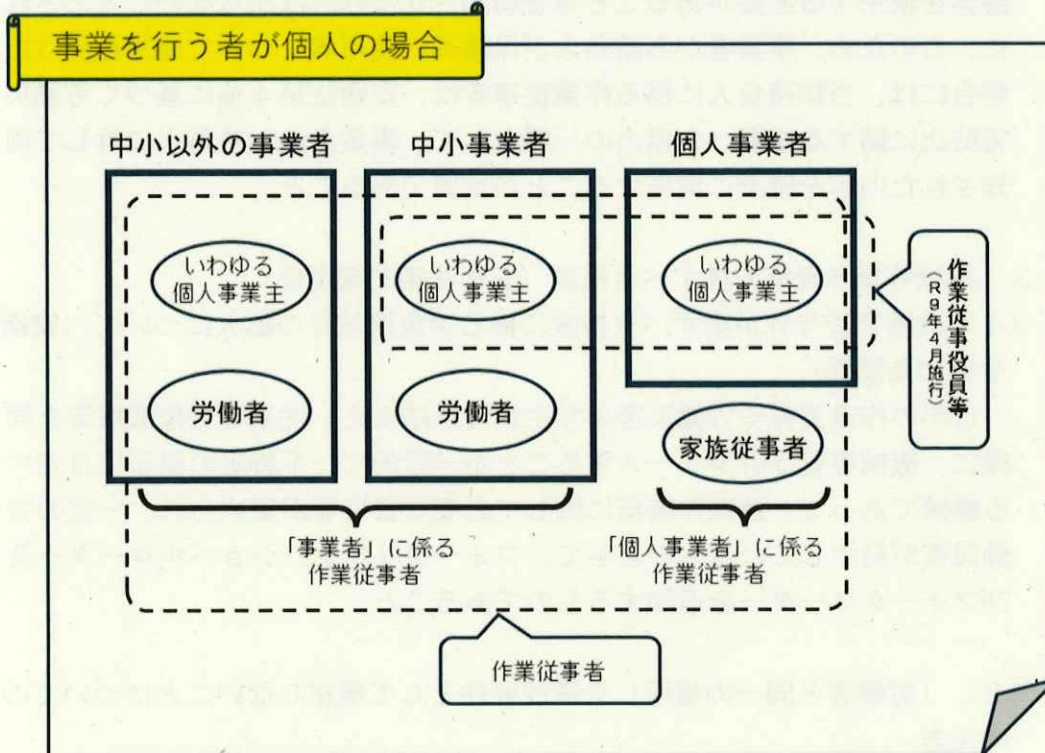 事業を行う者が個人の場合
中小以外の事業者
中小事業者
個人事業者
いわゆる
個人事業主
いわゆる
個人事業主
いわゆる
個人事業主
作業従事役員等
（R9年4月施行）
労働者
労働者
家族従事者
「事業者」に係る
作業従事者
「個人事業者」に係る
作業従事者
作業従事者